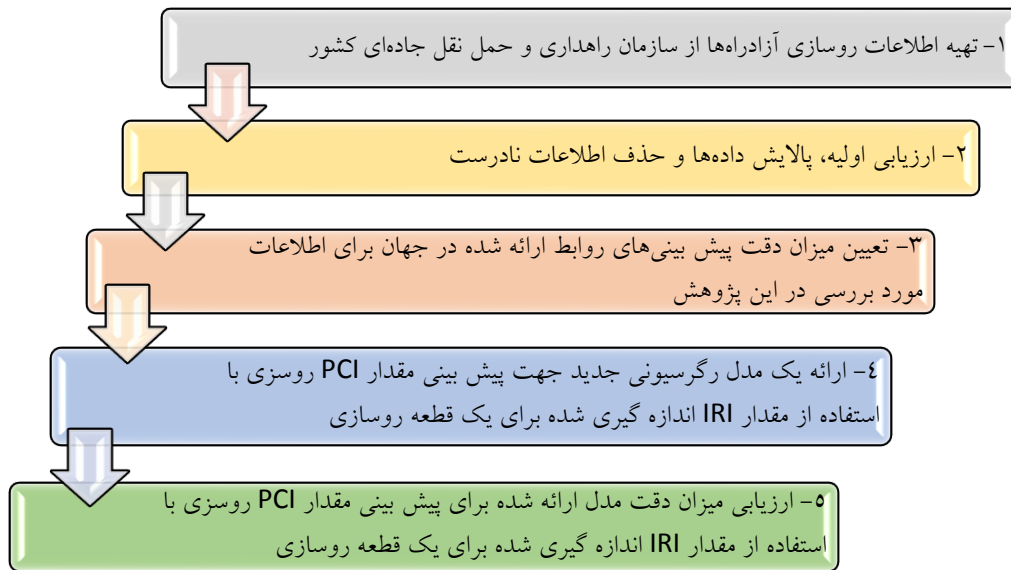 ۱- تهیه اطلاعات روسازی آزادراه‌ها از سازمان راهداری و حمل نقل جاده‌ای کشور
۲- ارزیابی اولیه، پالایش داده‌ها و حذف اطلاعات نادرست
۳- تعیین میزان دقت پیش بینی‌های روابط ارائه شده در جهان برای اطلاعات
مورد بررسی در این پژوهش
٤- ارائه یک مدل رگرسیونی جدید جهت پیش بینی مقدار PCI روسزی با
استفاده از مقدار IRI اندازه گیری شده برای یک قطعه روسازی
٥- ارزیابی میزان دقت مدل ارائه شده برای پیش بینی مقدار PCI روسزی با
استفاده از مقدار IRI اندازه گیری شده برای یک قطعه روسازی